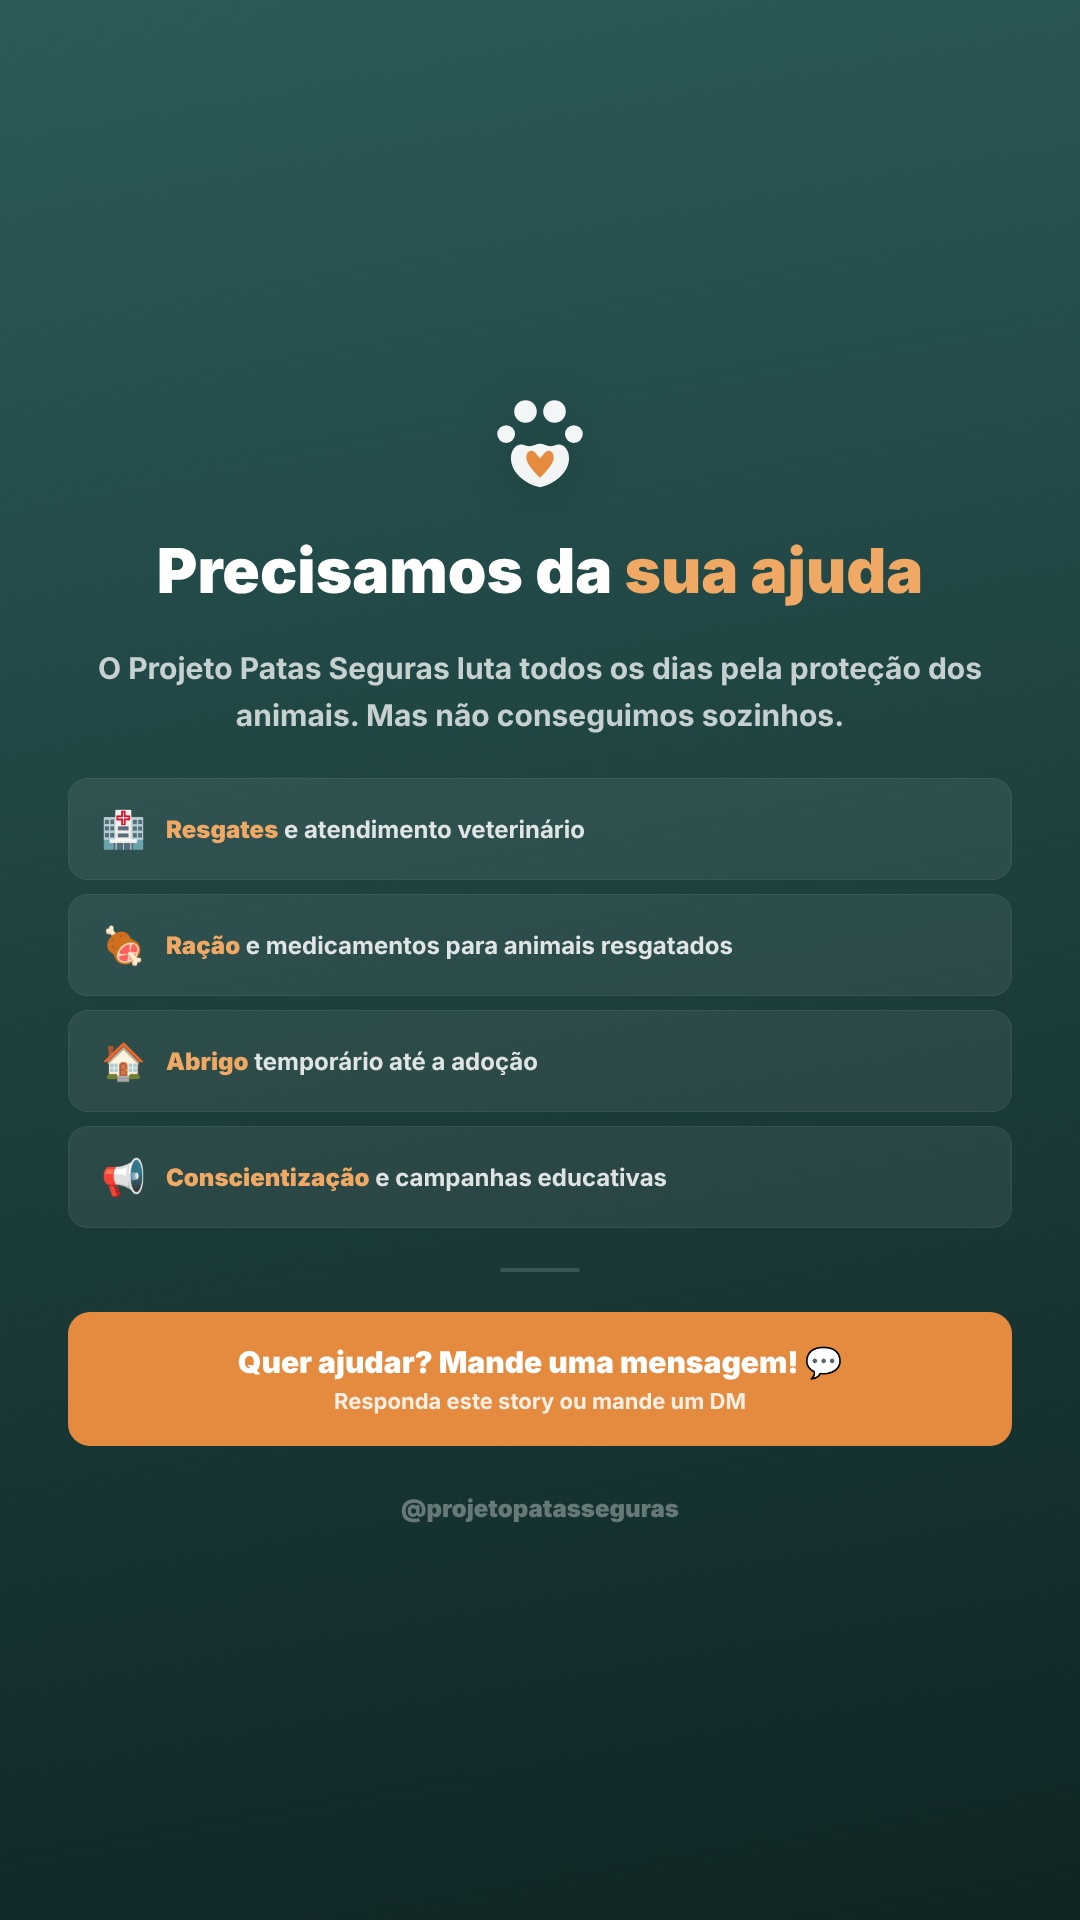 Precisamos da sua ajuda
O Projeto Patas Seguras luta todos os dias pela proteção dos
animais. Mas não conseguimos sozinhos.
Resgates e atendimento veterinário
Ração e medicamentos para animais resgatados
Abrigo temporário até a adoção
Conscientização e campanhas educativas
Quer ajudar? Mande uma mensagem! 💬
Responda este story ou mande um DM
@projetopatasseguras